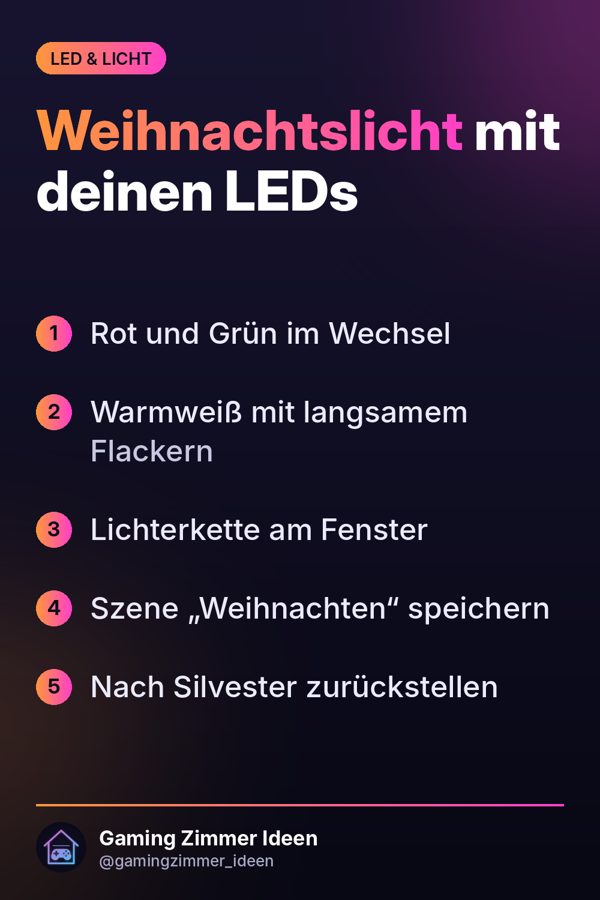 LED & LICHT
Weihnachtslicht mit
deinen LEDs
1 Rot und Grün im Wechsel
2 Warmweiß mit langsamem
Flackern
3 Lichterkette am Fenster
4 Szene „Weihnachten“ speichern
5 Nach Silvester zurückstellen
Gaming Zimmer Ideen
@gamingzimmer_ideen